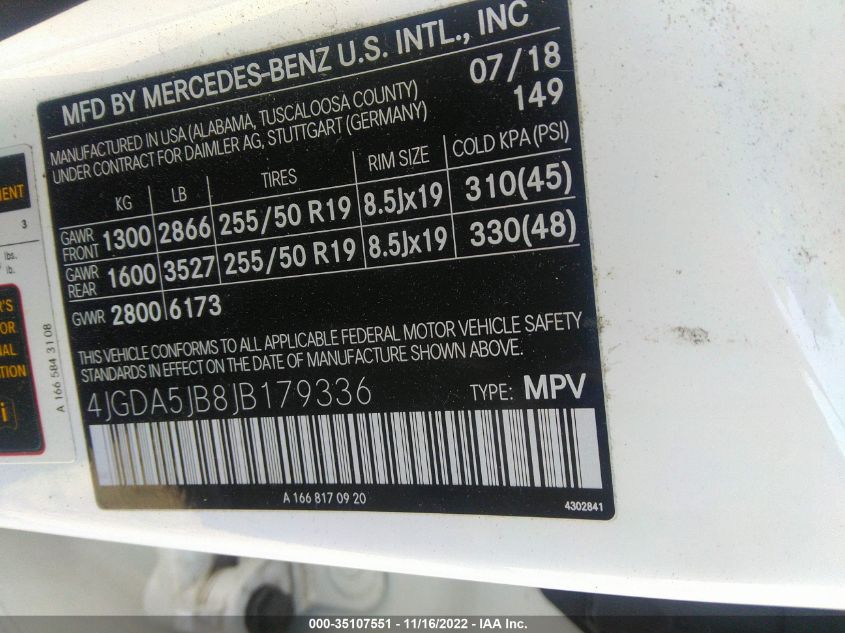 MFD BY MERCEDES-BENZ U.S. INTL., INC
07/18
MANUFACTURED IN USA (ALABAMA, TUSCALOOSA COUNTY)
149
UNDER CONTRACT FOR DAIMLER AG, STUTTGART (GERMANY)
KG LB TIRES RIM SIZE COLD KPA (PSI)
GAWR FRONT 1300 2866 255/50 R19 8.5Jx19 310(45)
GAWR REAR 1600 3527 255/50 R19 8.5Jx19 330(48)
GVWR 2800 6173
THIS VEHICLE CONFORMS TO ALL APPLICABLE FEDERAL MOTOR VEHICLE SAFETY
STANDARDS IN EFFECT ON THE DATE OF MANUFACTURE SHOWN ABOVE.
4JGDA5JB8JB179336 TYPE: MPV
A 166 817 09 20
4302841
3
lbs.
lb.
A 166 584 31 08
000-35107551 - 11/16/2022 - IAA Inc.